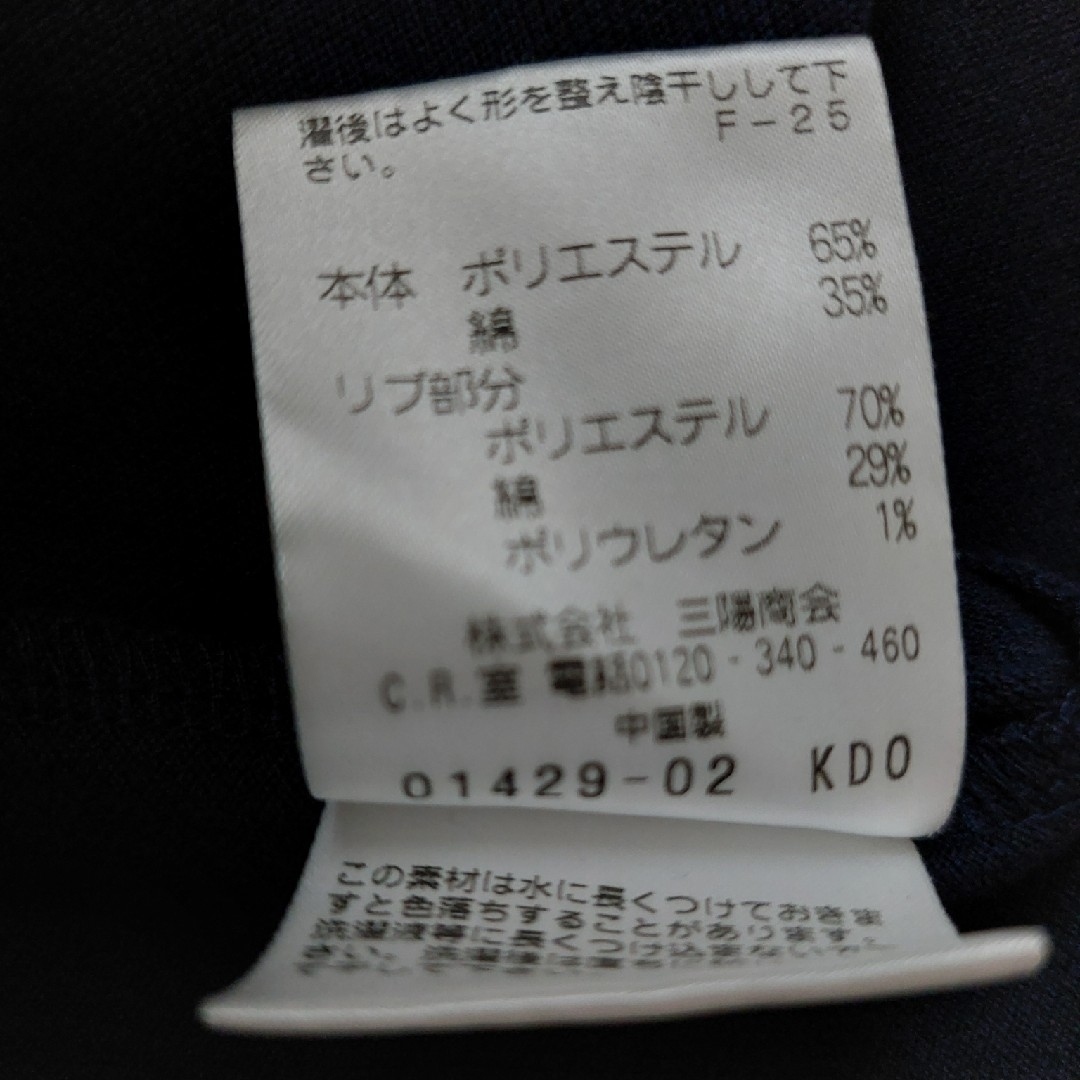 濯後はよく形を整え陰干しして下
さい。
F-25
本体 ポリエステル 65%
綿 35%
リブ部分
ポリエステル 70%
綿 29%
ポリウレタン 1%
株式会社 三陽商会
C.R.室 電話0120-340-460
中国製
01429-02 KDO
この素材は水に長くつけておきま
すと色落ちすることがあります。